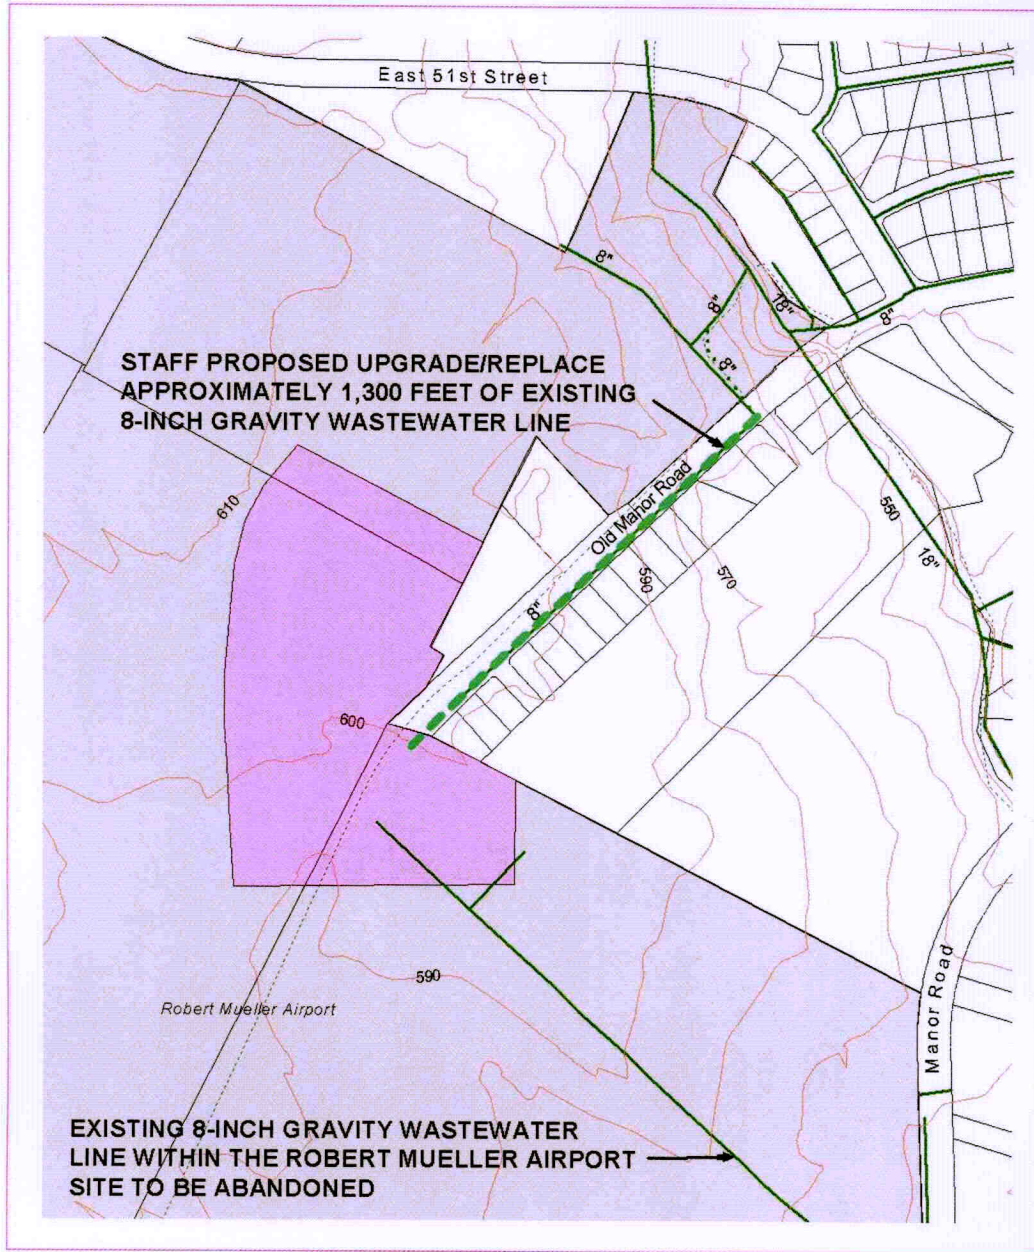 East 51st Street
8"
8"
18"
8"
8"
STAFF PROPOSED UPGRADE/REPLACE
APPROXIMATELY 1,300 FEET OF EXISTING
8-INCH GRAVITY WASTEWATER LINE
610
Old Manor Road
550
18"
590
570
8"
600
590
Robert Mueller Airport
Manor Road
EXISTING 8-INCH GRAVITY WASTEWATER
LINE WITHIN THE ROBERT MUELLER AIRPORT
SITE TO BE ABANDONED